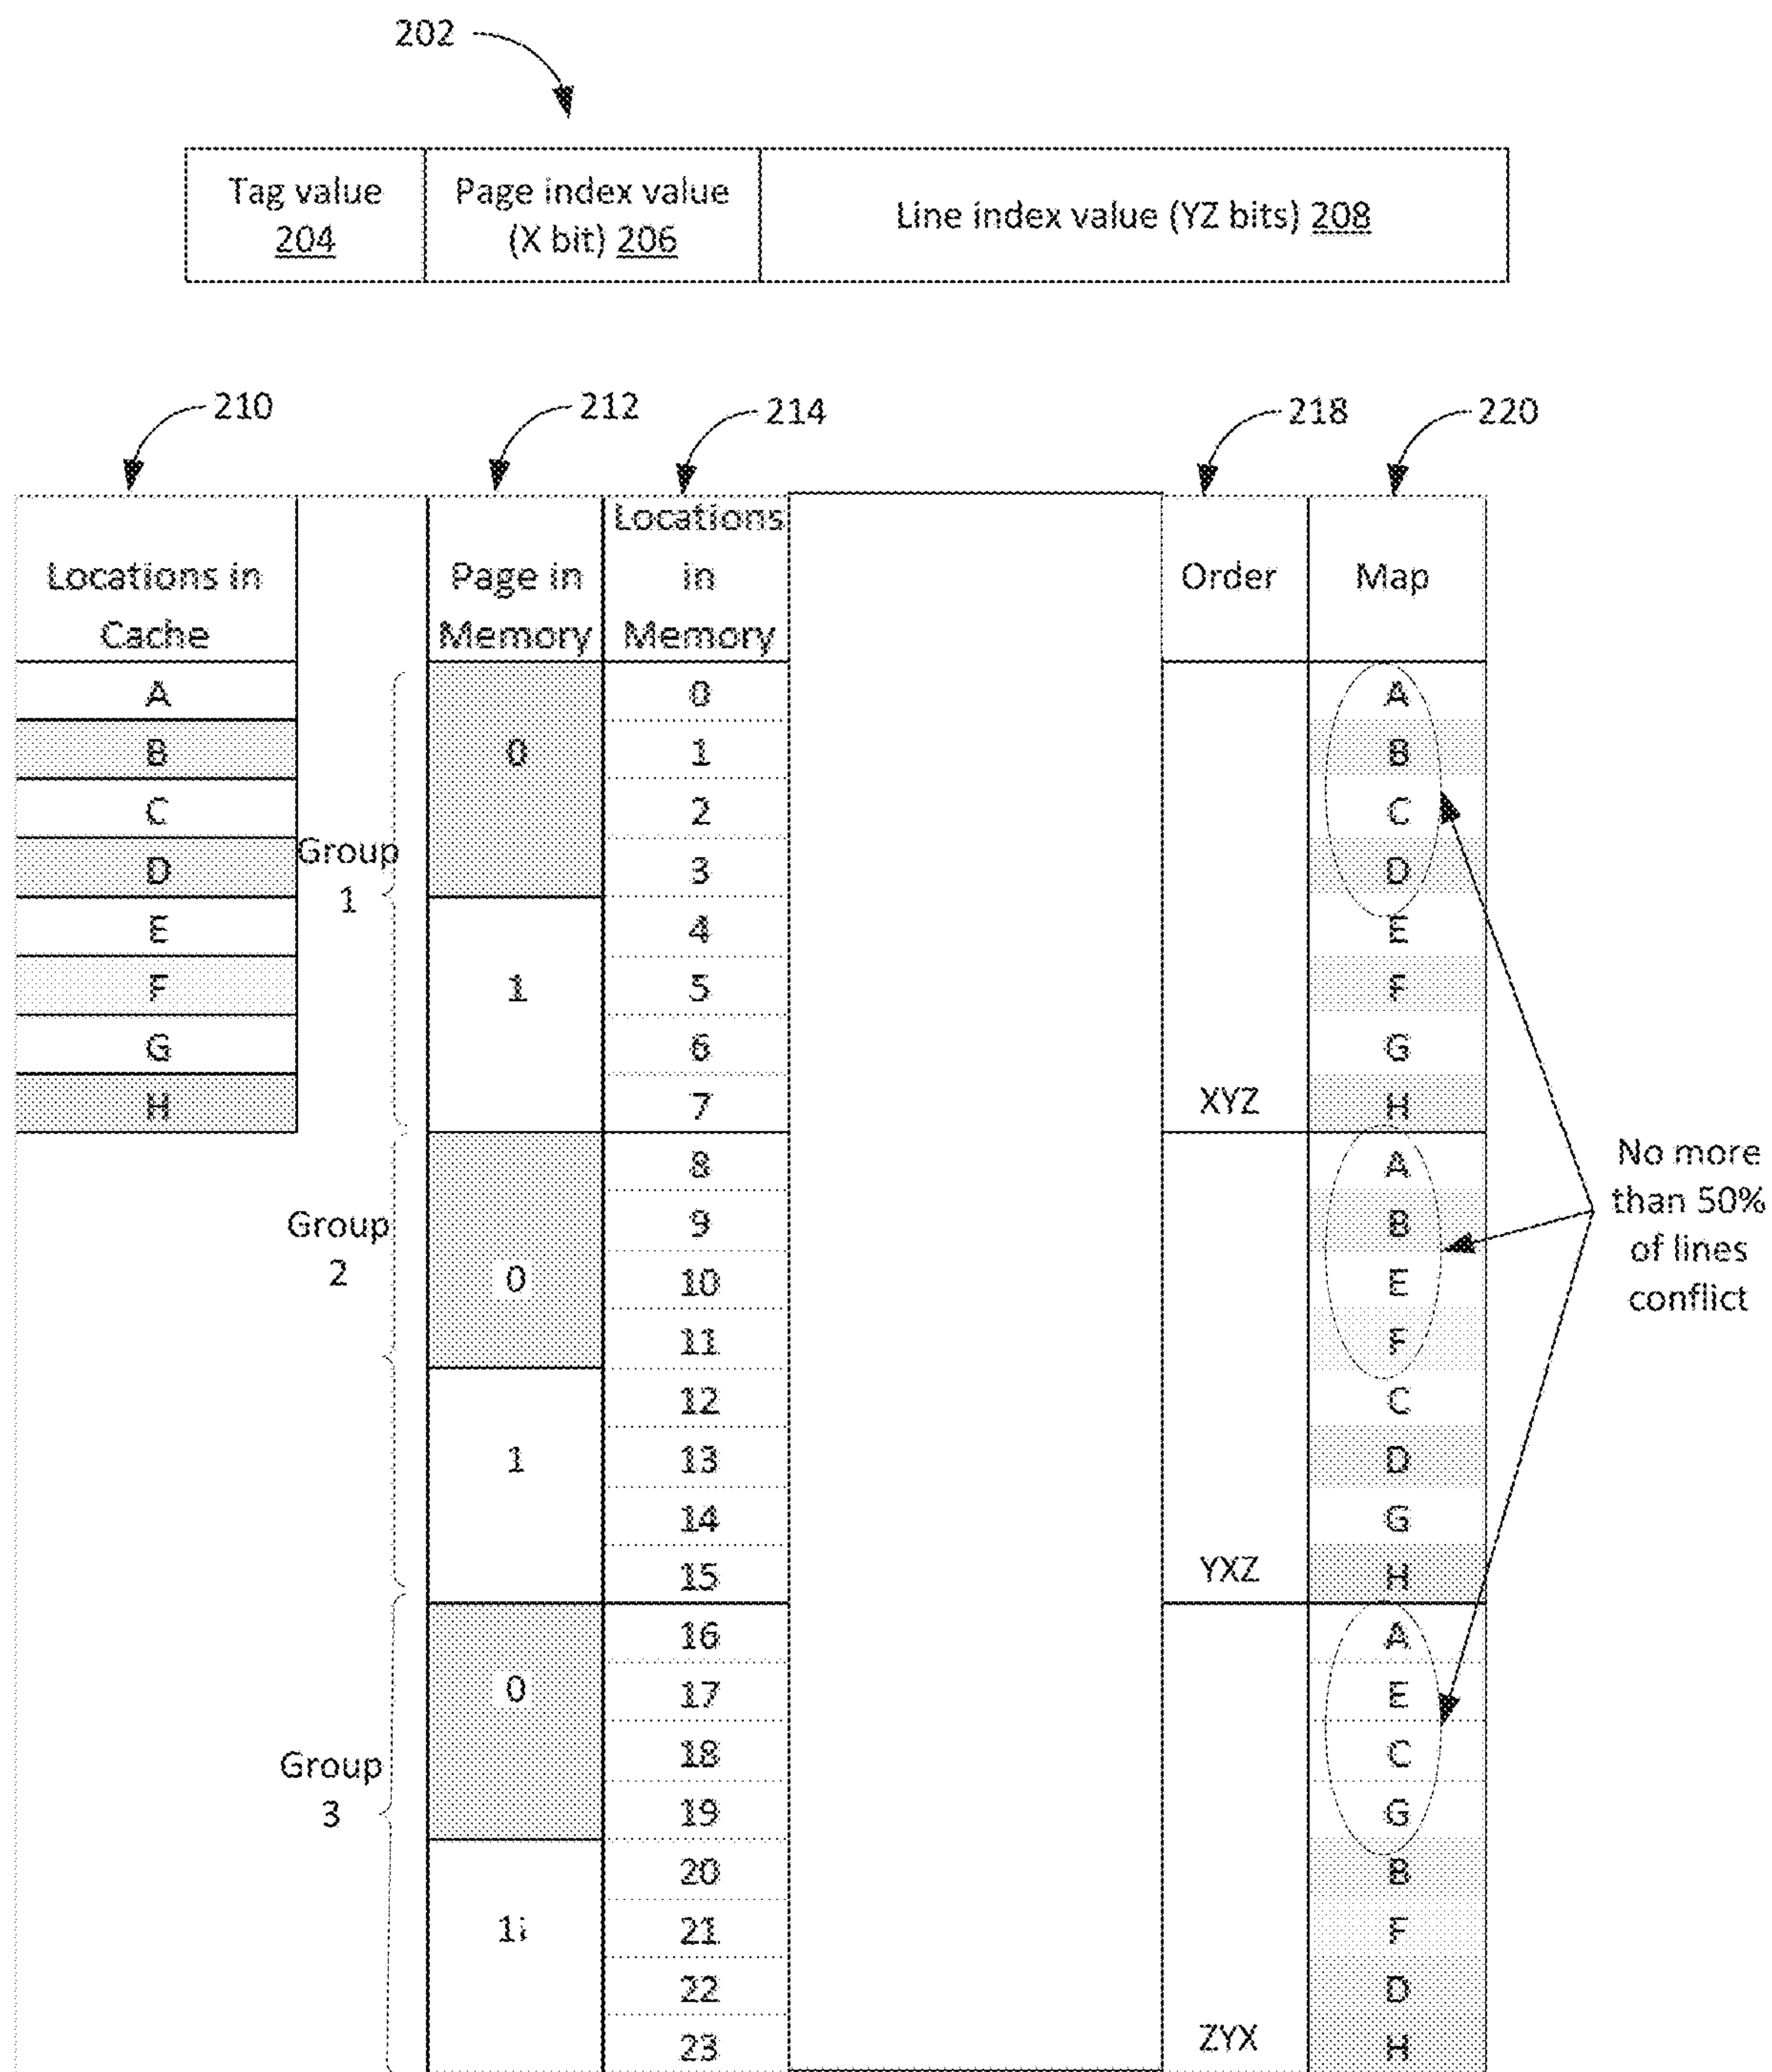 202
Tag value
204
Page index value
(X bit) 206
Line index value (YZ bits) 208
210
212
214
218
220
Locations in
Cache
Page in
Memory
Locations
in
Memory
Order
Map
A
B
C
D
E
F
G
H
Group
1
Group
2
Group
3
0
1
0
1
0
1i
0
1
2
3
4
5
6
7
8
9
10
11
12
13
14
15
16
17
18
19
20
21
22
23
XYZ
YXZ
ZYX
A
B
C
D
E
F
G
H
A
B
E
F
C
D
G
H
A
E
C
G
B
F
D
H
No more
than 50%
of lines
conflict